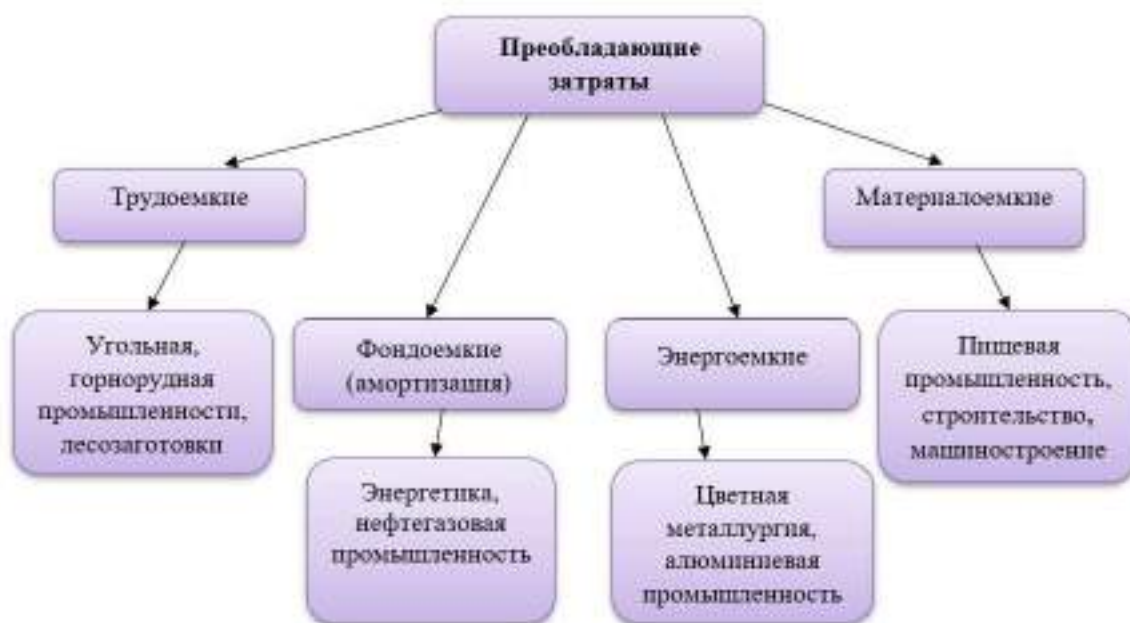 Преобладающие
затраты
Трудоемкие
Материалоемкие
Угольная,
горнорудная
промышленности,
лесозаготовки
Фондоемкие
(амортизация)
Энергоемкие
Пищевая
промышленность,
строительство,
машиностроение
Энергетика,
нефтегазовая
промышленность
Цветная
металлургия,
алюминиевая
промышленность